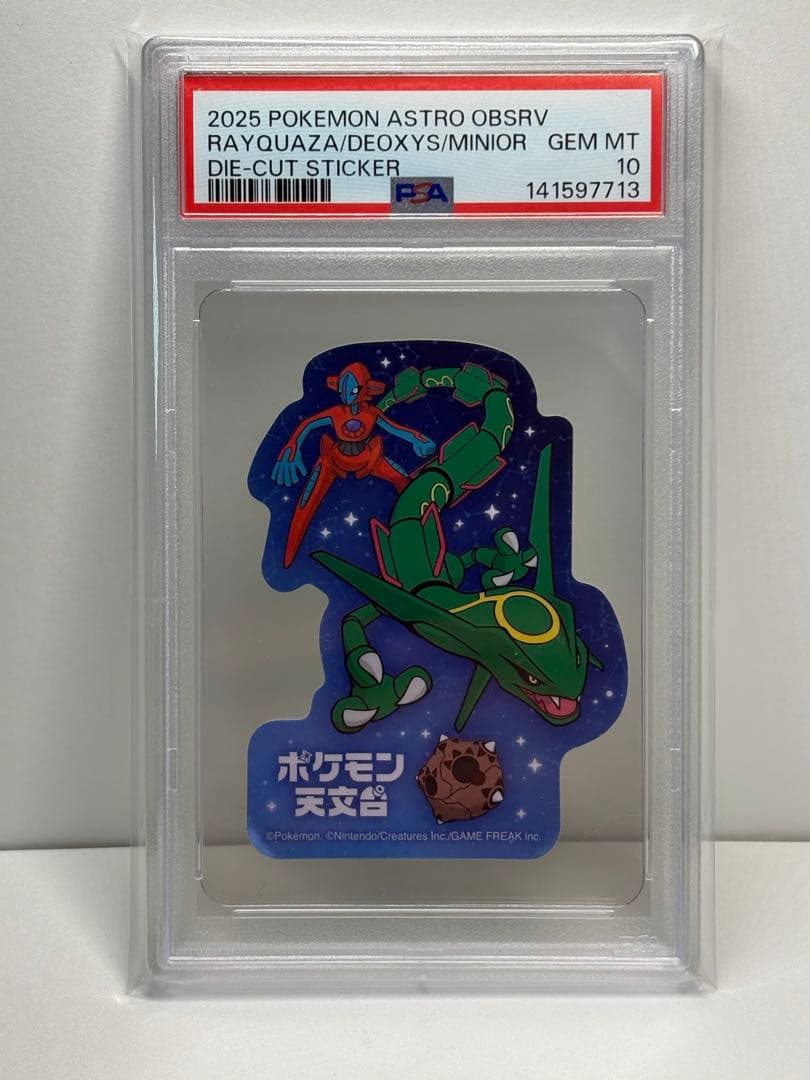 2025 POKEMON ASTRO OBSRV
RAYQUAZA/DEOXYS/MINIOR GEM MT
DIE-CUT STICKER 10
PSA 141597713
ポケモン
天文台
©Pokémon. ©Nintendo/Creatures Inc./GAME FREAK inc.